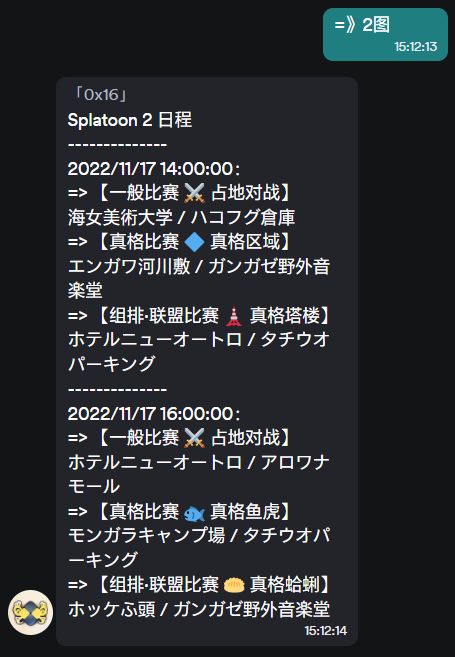 =》2图
15:12:13
「0x16」
Splatoon 2 日程
--------------
2022/11/17 14:00:00：
=> 【一般比赛 ⚔️ 占地对战】
海女美術大学 / ハコフグ倉庫
=> 【真格比赛 🔷 真格区域】
エンガワ河川敷 / ガンガゼ野外音
楽堂
=> 【组排·联盟比赛 🗼 真格塔楼】
ホテルニューオートロ / タチウオ
パーキング
--------------
2022/11/17 16:00:00：
=> 【一般比赛 ⚔️ 占地对战】
ホテルニューオートロ / アロワナ
モール
=> 【真格比赛 🐟 真格鱼虎】
モンガラキャンプ場 / タチウオパ
ーキング
=> 【组排·联盟比赛 🥟 真格蛤蜊】
ホッケふ頭 / ガンガゼ野外音楽堂
15:12:14